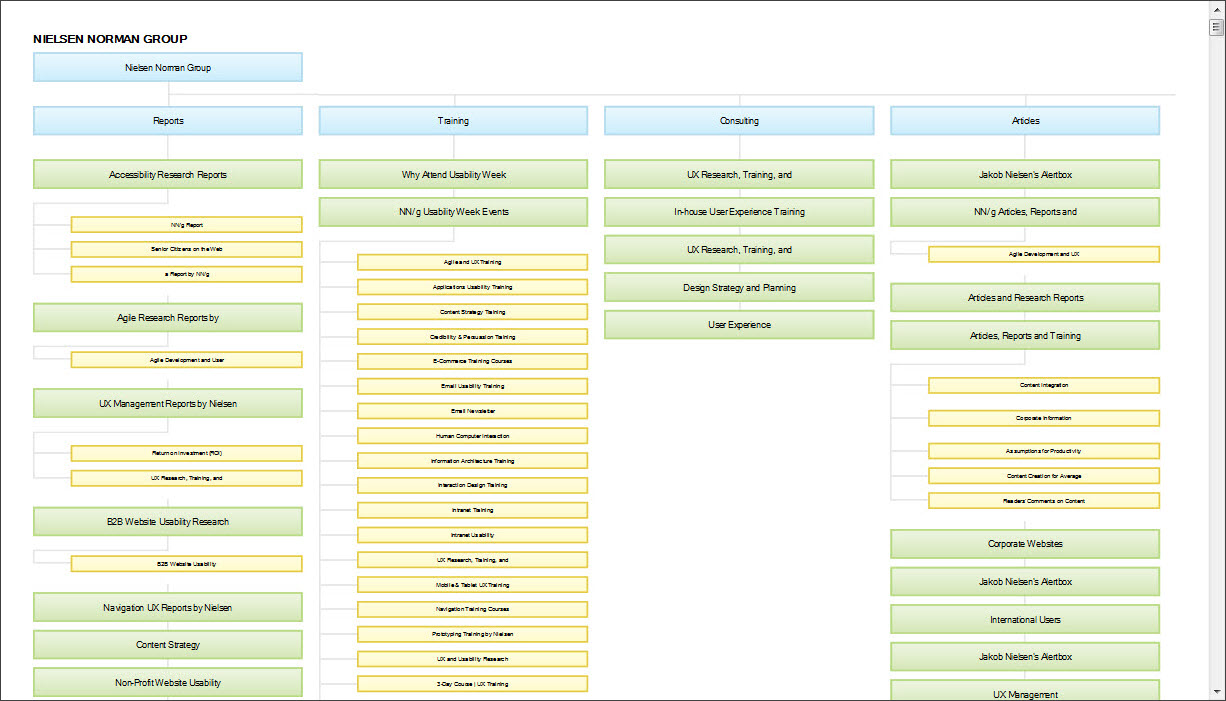 NIELSEN NORMAN GROUP
Nielsen Norman Group
Reports
Accessibility Research Reports
NN/g Report
Senior Citizens on the Web
a Report by NN/g
Agile Research Reports by
Agile Development and User
UX Management Reports by Nielsen
Return on Investment (ROI)
UX Research, Training, and
B2B Website Usability Research
B2B Website Usability
Navigation UX Reports by Nielsen
Content Strategy
Non-Profit Website Usability
Training
Why Attend Usability Week
NN/g Usability Week Events
Agile and UX Training
Applications Usability Training
Content Strategy Training
Credibility & Persuasion Training
E-Commerce Training Courses
Email Usability Training
Email Newsletter
Human Computer Interaction
Information Architecture Training
Interaction Design Training
Intranet Training
Intranet Usability
UX Research, Training, and
Mobile & Tablet UX Training
Navigation Training Courses
Prototyping Training by Nielsen
UX and Usability Research
3-Day Course | UX Training
Consulting
UX Research, Training, and
In-house User Experience Training
UX Research, Training, and
Design Strategy and Planning
User Experience
Articles
Jakob Nielsen's Alertbox
NN/g Articles, Reports and
Agile Development and UX
Articles and Research Reports
Articles, Reports and Training
Content Integration
Corporate Information
Assumptions for Productivity
Content Creation for Average
Readers' Comments on Content
Corporate Websites
Jakob Nielsen's Alertbox
International Users
Jakob Nielsen's Alertbox
UX Management